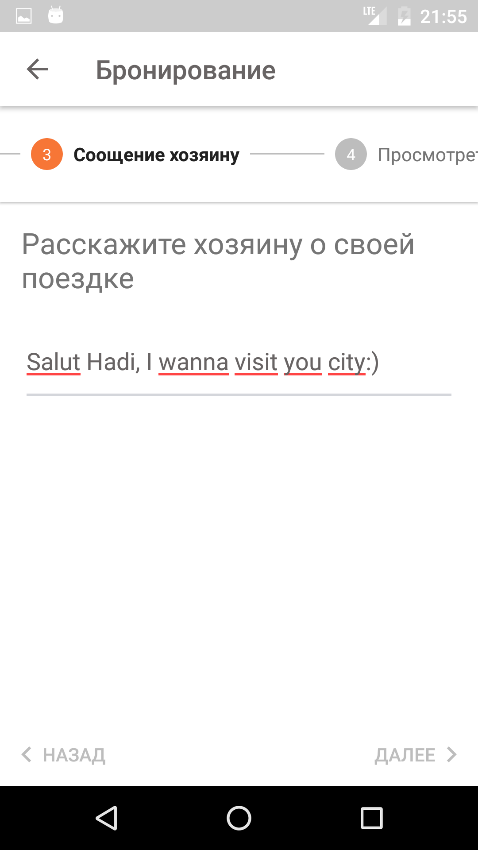 LTE 21:55
Бронирование
3 Соощение хозяину 4 Просмотрет
Расскажите хозяину о своей
поездке
Salut Hadi, I wanna visit you city:)
НАЗАД ДАЛЕЕ